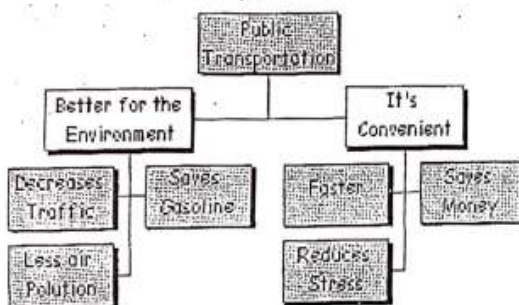 Public
Transportation
Better for the
Environment
It's
Convenient
Decreases
Traffic
Saves
Gasoline
Faster
Saves
Money
Less air
Polution
Reduces
Stress